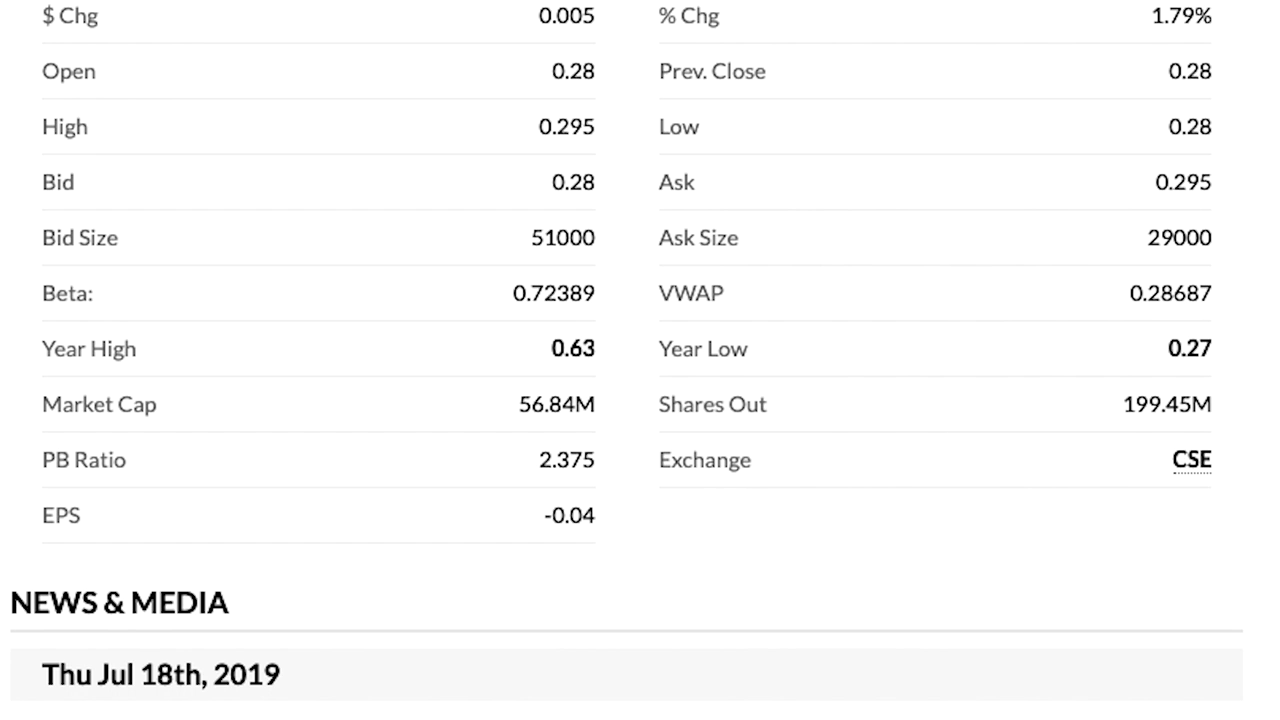 $ Chg 0.005 % Chg 1.79%
Open 0.28 Prev. Close 0.28
High 0.295 Low 0.28
Bid 0.28 Ask 0.295
Bid Size 51000 Ask Size 29000
Beta: 0.72389 VWAP 0.28687
Year High 0.63 Year Low 0.27
Market Cap 56.84M Shares Out 199.45M
PB Ratio 2.375 Exchange CSE
EPS -0.04
NEWS & MEDIA
Thu Jul 18th, 2019